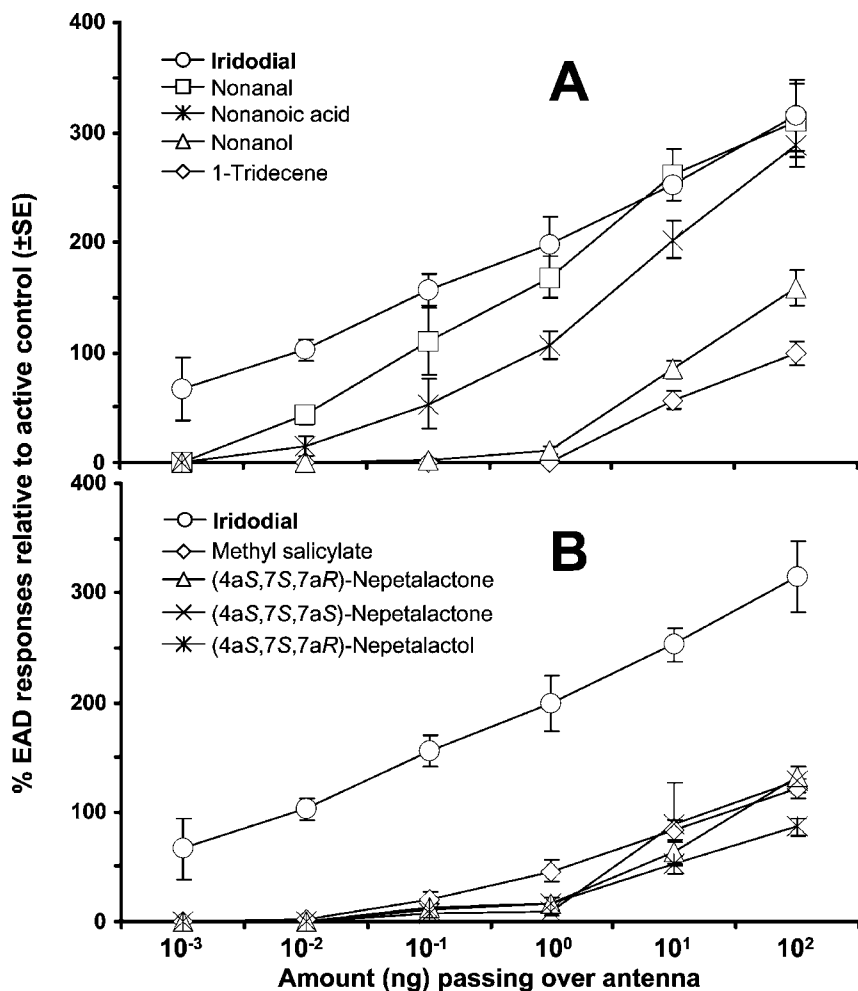 400
300
200
100
0
A
Iridodial
Nonanal
Nonanoic acid
Nonanol
1-Tridecene
% EAD responses relative to active control (±SE)
400
300
200
100
0
B
Iridodial
Methyl salicylate
(4aS,7S,7aR)-Nepetalactone
(4aS,7S,7aS)-Nepetalactone
(4aS,7S,7aR)-Nepetalactol
10-3 10-2 10-1 100 101 102
Amount (ng) passing over antenna